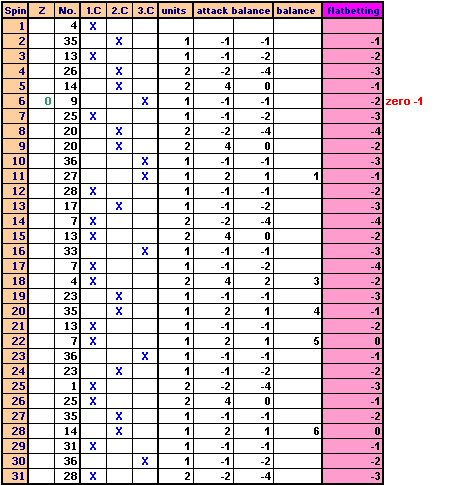 Spin Z No. 1.C 2.C 3.C units attack balance balance flatbetting
1 4 X
2 35 X 1 -1 -1 -1
3 13 X 1 -1 -2 -2
4 26 X 2 -2 -4 -3
5 14 X 2 4 0 -1
6 0 9 X 1 -1 -1 -2 zero -1
7 25 X 1 -1 -2 -3
8 20 X 2 -2 -4 -4
9 20 X 2 4 0 -2
10 36 X 1 -1 -1 -3
11 27 X 1 2 1 1 -1
12 28 X 1 -1 -1 -2
13 17 X 1 -1 -2 -3
14 7 X 2 -2 -4 -4
15 13 X 2 4 0 -2
16 33 X 1 -1 -1 -3
17 7 X 1 -1 -2 -4
18 4 X 2 4 2 3 -2
19 23 X 1 -1 -1 -3
20 35 X 1 2 1 4 -1
21 13 X 1 -1 -1 -2
22 7 X 1 2 1 5 0
23 36 X 1 -1 -1 -1
24 23 X 1 -1 -2 -2
25 1 X 2 -2 -4 -3
26 25 X 2 4 0 -1
27 35 X 1 -1 -1 -2
28 14 X 1 2 1 6 0
29 31 X 1 -1 -1 -1
30 36 X 1 -1 -2 -2
31 28 X 2 -2 -4 -3